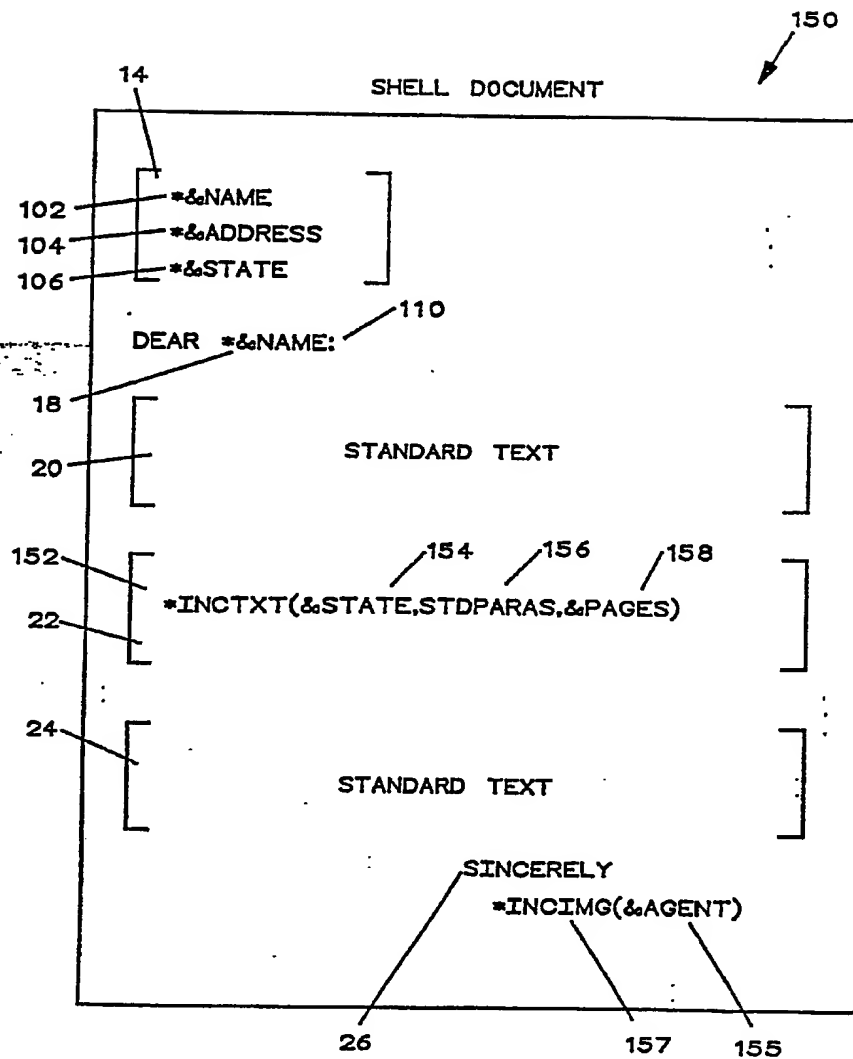 150
14
SHELL DOCUMENT
*&NAME
102
*&ADDRESS
104
*&STATE
106
110
DEAR *&NAME:
18
20
STANDARD TEXT
152
154
156
158
*INCTXT(&STATE,STDPARAS,&PAGES)
22
24
STANDARD TEXT
SINCERELY
*INCIMG(&AGENT)
26
157
155